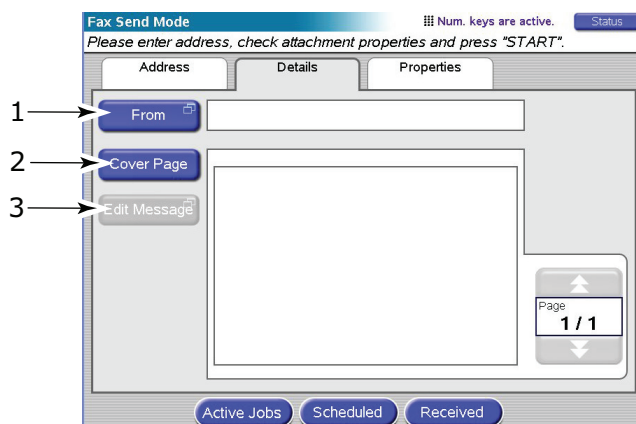 Fax Send Mode
Num. keys are active.
Status
Please enter address, check attachment properties and press "START".
Address
Details
Properties
1
From
2
Cover Page
3
Edit Message
Page
1 / 1
Active Jobs
Scheduled
Received